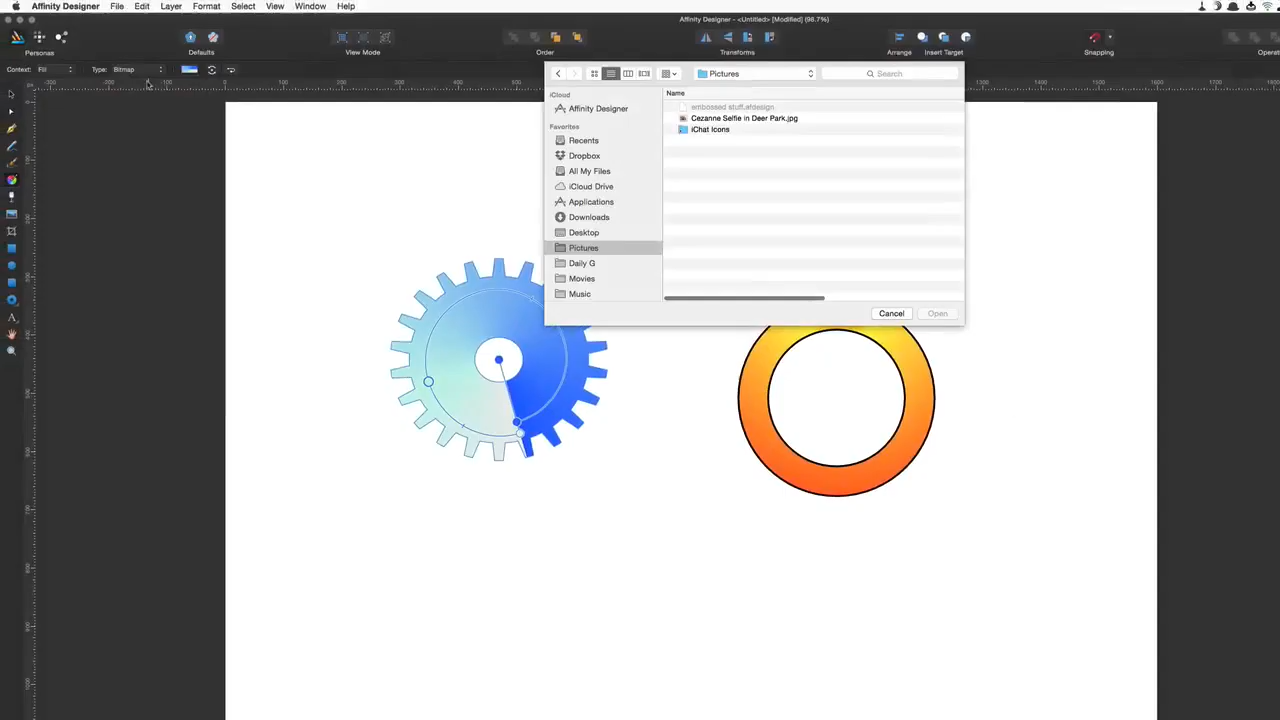 Affinity Designer File Edit Layer Format Select View Window Help
Affinity Designer - <Untitled> [Modified] (98.7%)
Personas Defaults View Mode Order Transforms Arrange Insert Target Snapping Operat
Context: Fill Type: Bitmap
Pictures
Search
iCloud
Affinity Designer
Favorites
Recents
Dropbox
All My Files
iCloud Drive
Applications
Downloads
Desktop
Pictures
Daily G
Movies
Music
Name
embossed stuff.afdesign
Cezanne Selfie in Deer Park.jpg
iChat Icons
Cancel Open